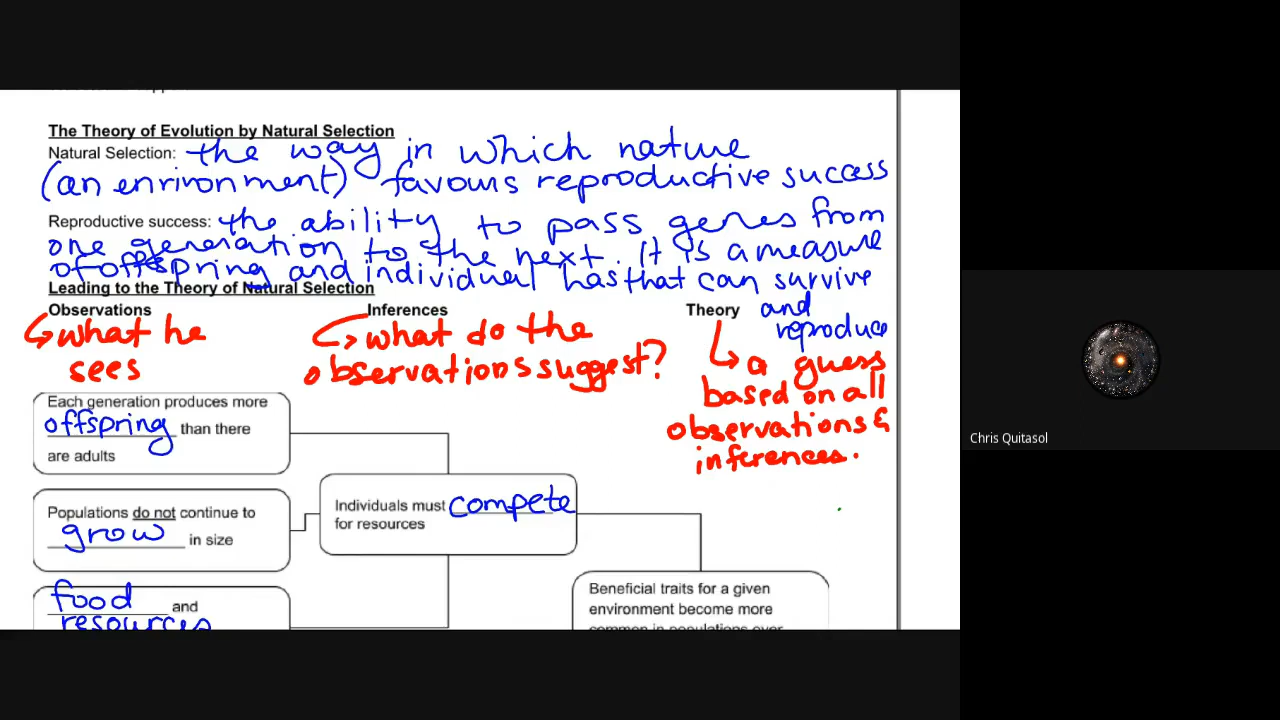 The Theory of Evolution by Natural Selection
Natural Selection: the way in which nature
(an environment) favours reproductive success
Reproductive success: the ability to pass genes from
one generation to the next. It is a measure
of offspring and individual has that can survive
and
reproduce
Leading to the Theory of Natural Selection
Observations
↳ what he
sees
Inferences
↳ what do the
observations suggest?
Theory
↳ a guess
based on all
observations &
inferences.
Each generation produces more
offspring than there
are adults
Populations do not continue to
grow in size
food and
resources
Individuals must compete
for resources
Beneficial traits for a given
environment become more
common in populations over
Chris Quitasol